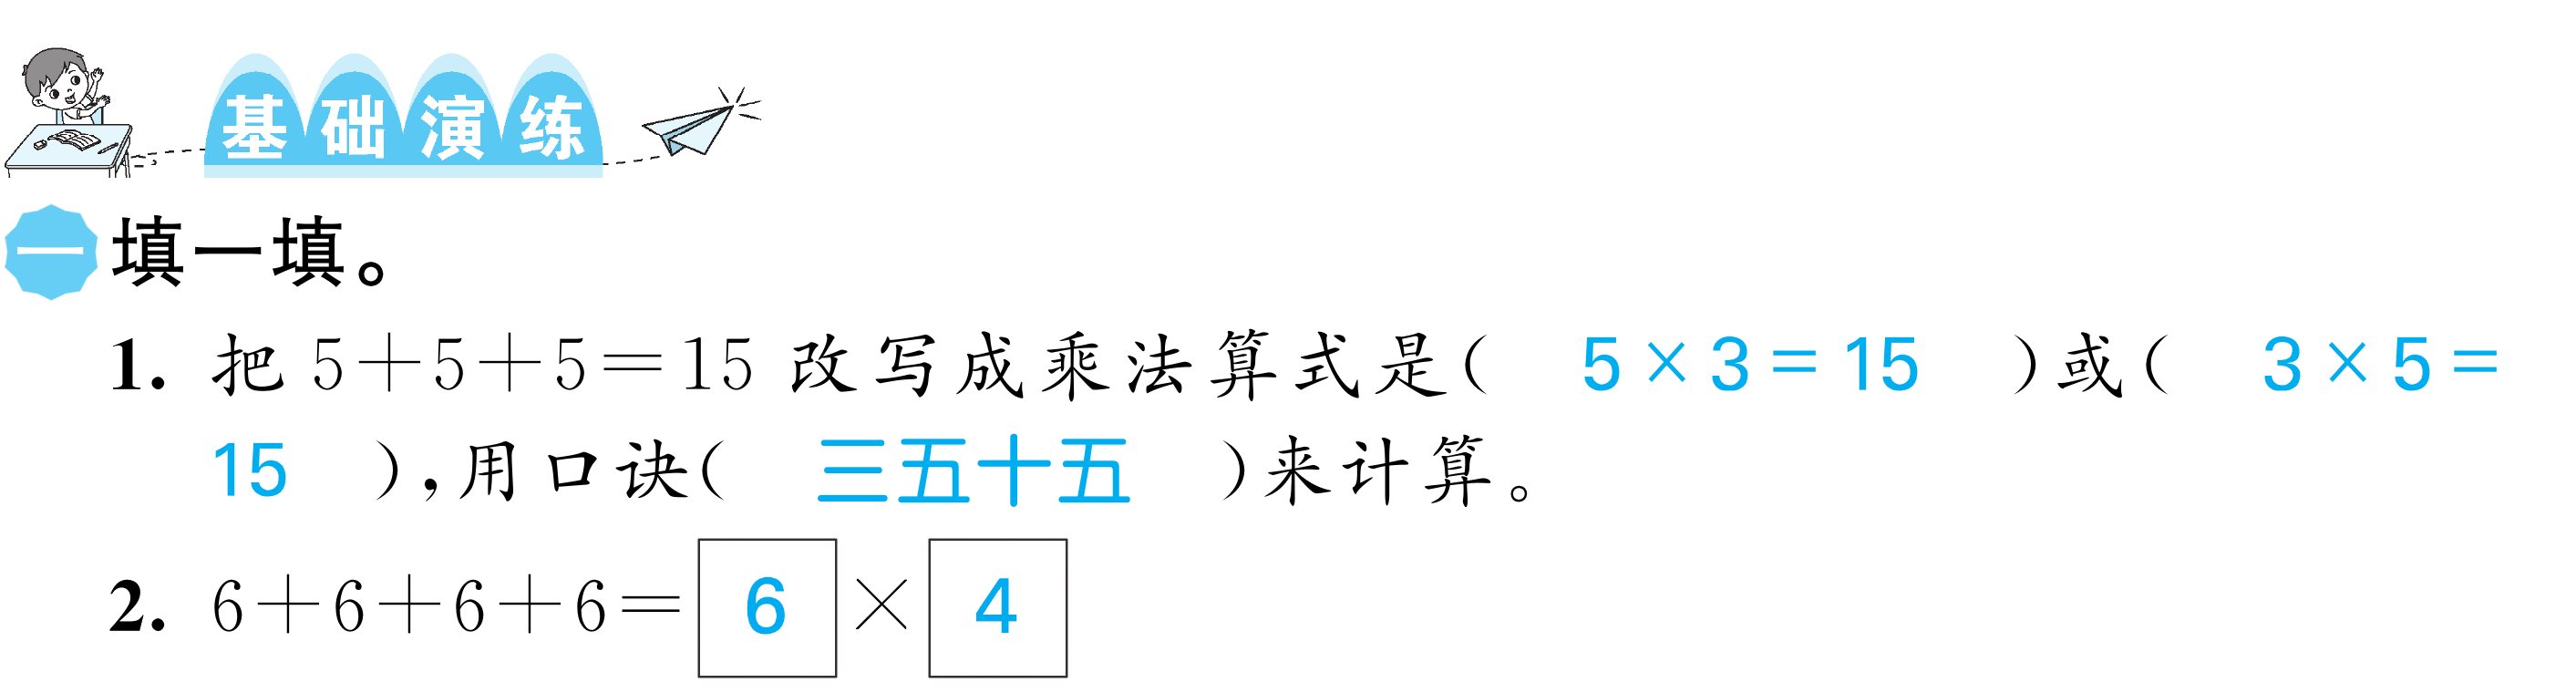 基础演练
一 填一填。
1. 把 5+5+5=15 改写成乘法算式是( 5×3=15 )或( 3×5=
15 ),用口诀( 三五十五 )来计算。
2. 6+6+6+6=6×4